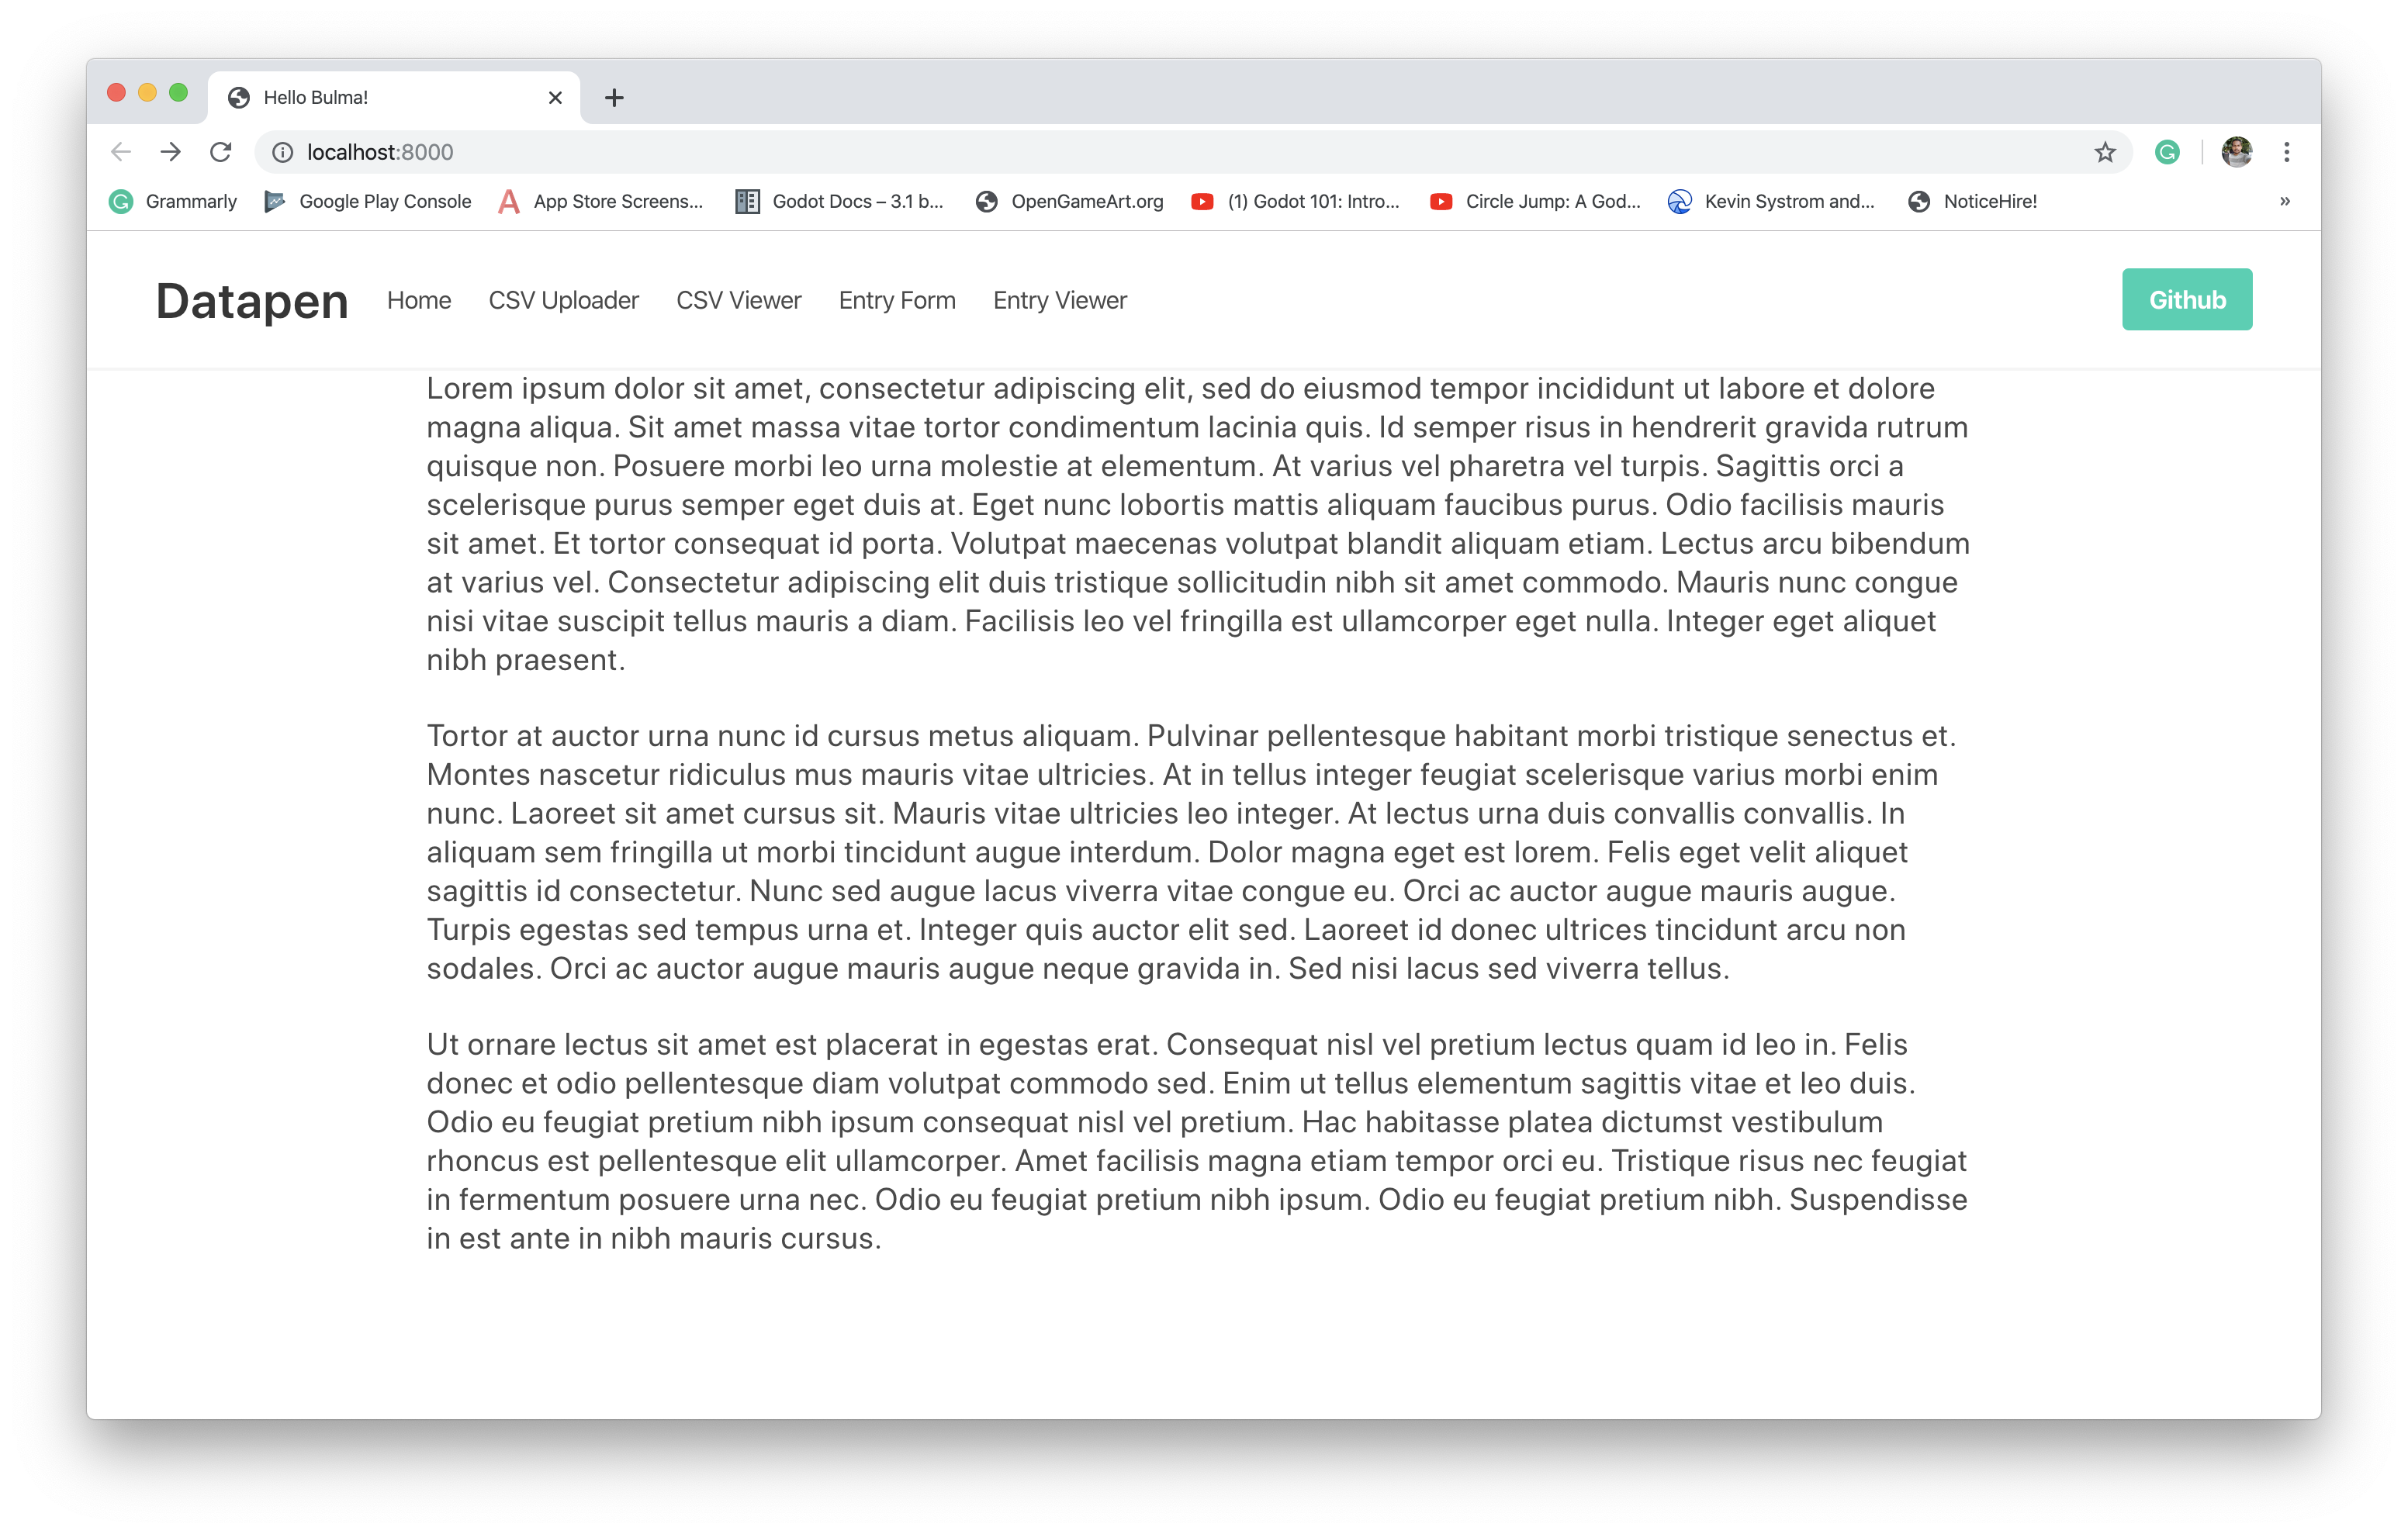 Hello Bulma!
localhost:8000
Grammarly Google Play Console App Store Screens... Godot Docs – 3.1 b... OpenGameArt.org (1) Godot 101: Intro... Circle Jump: A God... Kevin Systrom and... NoticeHire! »
Datapen Home CSV Uploader CSV Viewer Entry Form Entry Viewer Github
Lorem ipsum dolor sit amet, consectetur adipiscing elit, sed do eiusmod tempor incididunt ut labore et dolore
magna aliqua. Sit amet massa vitae tortor condimentum lacinia quis. Id semper risus in hendrerit gravida rutrum
quisque non. Posuere morbi leo urna molestie at elementum. At varius vel pharetra vel turpis. Sagittis orci a
scelerisque purus semper eget duis at. Eget nunc lobortis mattis aliquam faucibus purus. Odio facilisis mauris
sit amet. Et tortor consequat id porta. Volutpat maecenas volutpat blandit aliquam etiam. Lectus arcu bibendum
at varius vel. Consectetur adipiscing elit duis tristique sollicitudin nibh sit amet commodo. Mauris nunc congue
nisi vitae suscipit tellus mauris a diam. Facilisis leo vel fringilla est ullamcorper eget nulla. Integer eget aliquet
nibh praesent.
Tortor at auctor urna nunc id cursus metus aliquam. Pulvinar pellentesque habitant morbi tristique senectus et.
Montes nascetur ridiculus mus mauris vitae ultricies. At in tellus integer feugiat scelerisque varius morbi enim
nunc. Laoreet sit amet cursus sit. Mauris vitae ultricies leo integer. At lectus urna duis convallis convallis. In
aliquam sem fringilla ut morbi tincidunt augue interdum. Dolor magna eget est lorem. Felis eget velit aliquet
sagittis id consectetur. Nunc sed augue lacus viverra vitae congue eu. Orci ac auctor augue mauris augue.
Turpis egestas sed tempus urna et. Integer quis auctor elit sed. Laoreet id donec ultrices tincidunt arcu non
sodales. Orci ac auctor augue mauris augue neque gravida in. Sed nisi lacus sed viverra tellus.
Ut ornare lectus sit amet est placerat in egestas erat. Consequat nisl vel pretium lectus quam id leo in. Felis
donec et odio pellentesque diam volutpat commodo sed. Enim ut tellus elementum sagittis vitae et leo duis.
Odio eu feugiat pretium nibh ipsum consequat nisl vel pretium. Hac habitasse platea dictumst vestibulum
rhoncus est pellentesque elit ullamcorper. Amet facilisis magna etiam tempor orci eu. Tristique risus nec feugiat
in fermentum posuere urna nec. Odio eu feugiat pretium nibh ipsum. Odio eu feugiat pretium nibh. Suspendisse
in est ante in nibh mauris cursus.